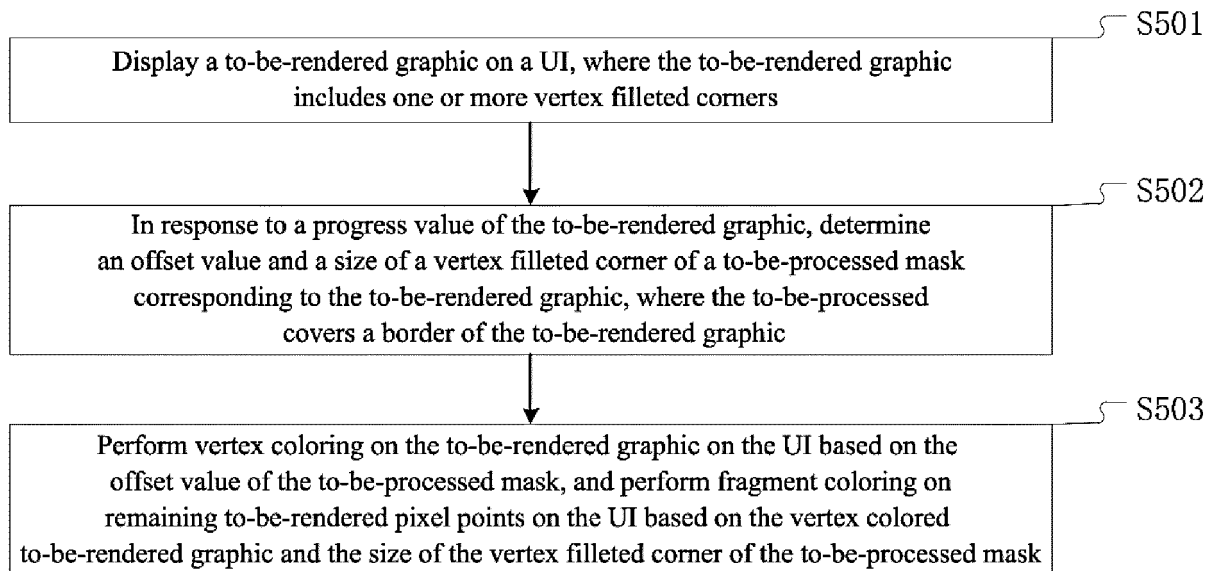 S501
Display a to-be-rendered graphic on a UI, where the to-be-rendered graphic
includes one or more vertex filleted corners
S502
In response to a progress value of the to-be-rendered graphic, determine
an offset value and a size of a vertex filleted corner of a to-be-processed mask
corresponding to the to-be-rendered graphic, where the to-be-processed
covers a border of the to-be-rendered graphic
S503
Perform vertex coloring on the to-be-rendered graphic on the UI based on the
offset value of the to-be-processed mask, and perform fragment coloring on
remaining to-be-rendered pixel points on the UI based on the vertex colored
to-be-rendered graphic and the size of the vertex filleted corner of the to-be-processed mask